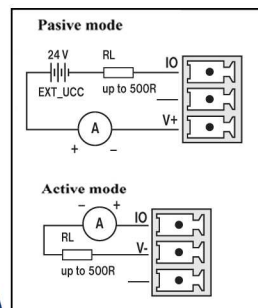 Pasive mode
24 V
RL
IO
EXT_UCC
up to 500R
V+
A
+
–
Active mode
–
+
A
IO
RL
V-
up to 500R